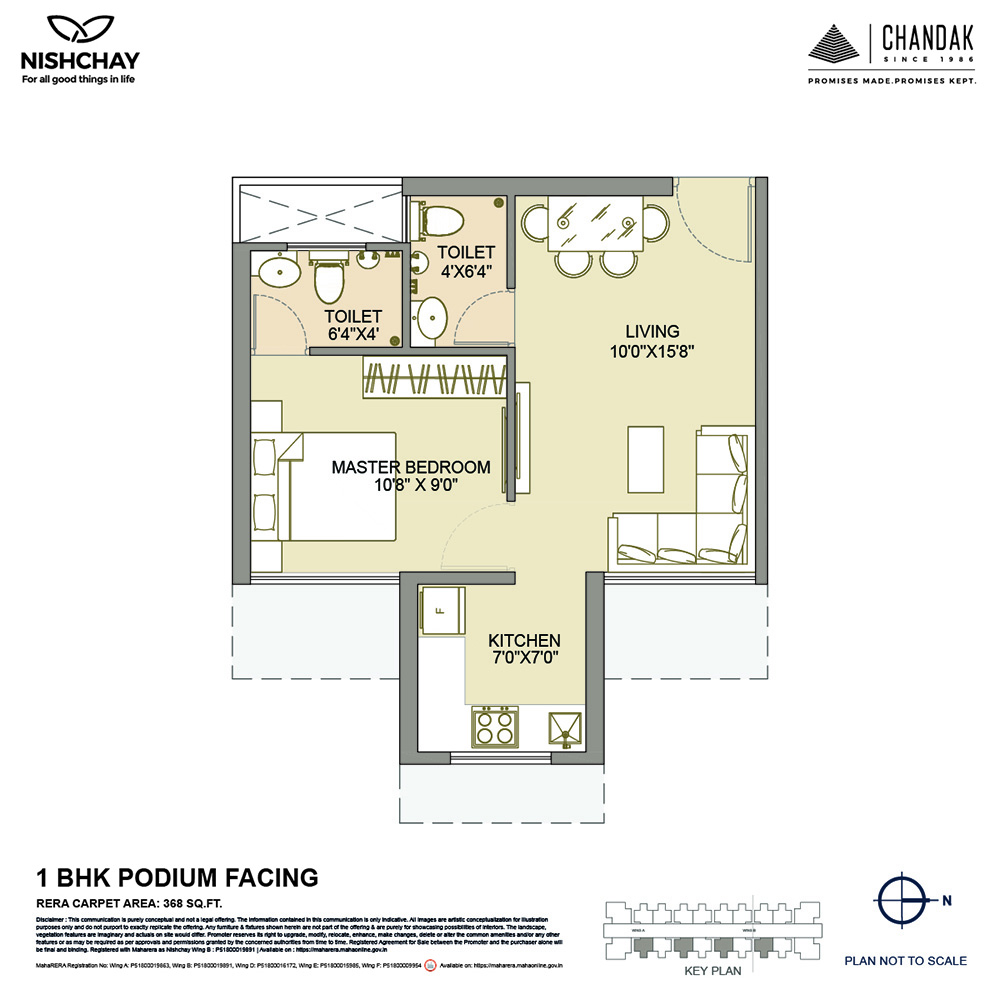 NISHCHAY
For all good things in life
CHANDAK
SINCE 1986
PROMISES MADE.PROMISES KEPT.
TOILET
4'X6'4"
TOILET
6'4"X4'
LIVING
10'0"X15'8"
MASTER BEDROOM
10'8" X 9'0"
F
KITCHEN
7'0"X7'0"
1 BHK PODIUM FACING
RERA CARPET AREA: 368 SQ.FT.
Disclaimer : This communication is purely conceptual and not a legal offering. The information contained in this communication is only indicative. All images are artistic conceptualization for illustration
purposes only and do not purport to exactly replicate the offering. Any furniture & fixtures shown herein are not part of the offering & are purely for showcasing possibilities of interiors. The landscape,
vegetation features are imaginary and actuals on site would differ. Promoter reserves its right to upgrade, modify, relocate, enhance, make changes, delete or alter the common amenities and/or any other
features or as may be required as per approvals and permissions granted by the concerned authorities from time to time. Registered Agreement for Sale between the Promoter and the purchaser alone will
be final and binding. Registered with Maharera as Nishchay Wing B : P51800019891 | Available on : https://maharera.mahaonline.gov.in
MahaRERA Registration No: Wing A: P51800019863, Wing B: P51800019891, Wing D: P51800016172, Wing E: P51800015985, Wing F: P51800009954 Available on: https://maharera.mahaonline.gov.in
WING A
WING B
KEY PLAN
N
PLAN NOT TO SCALE